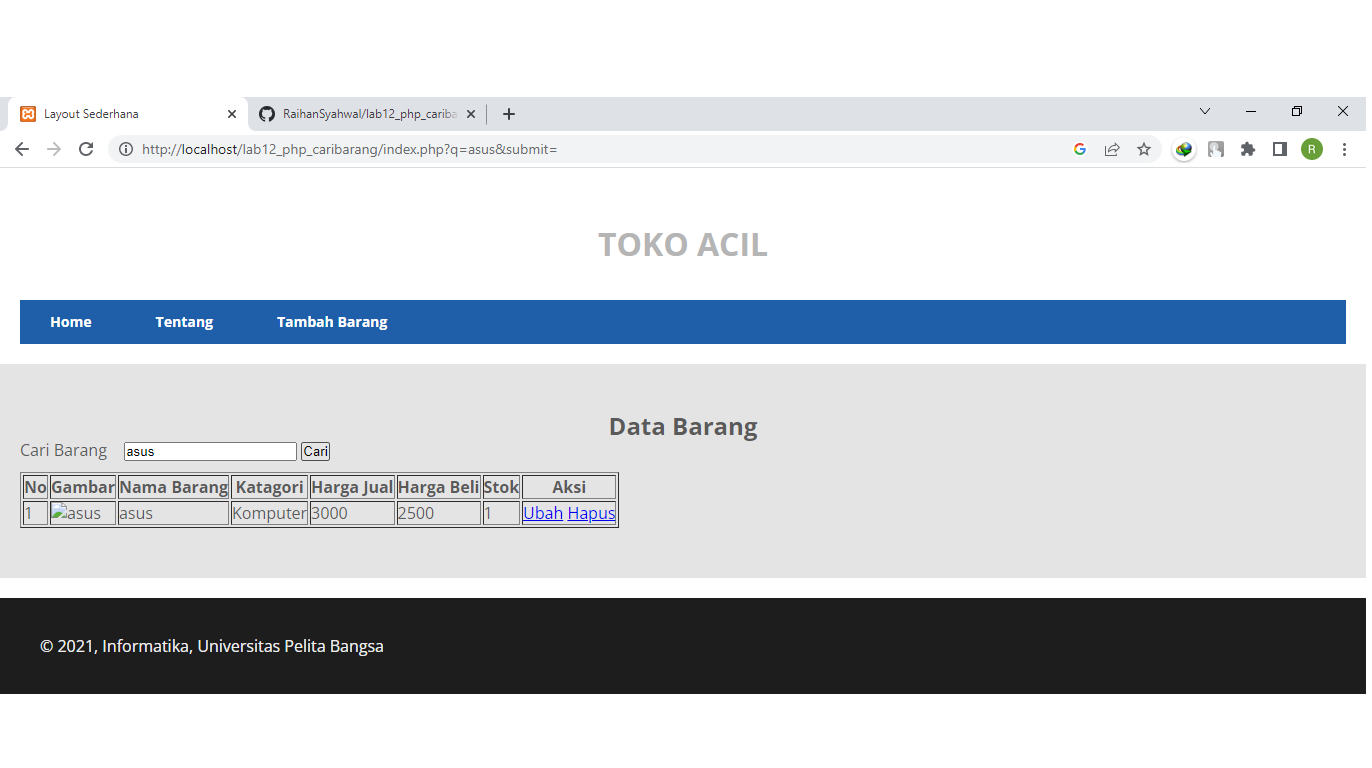 Layout Sederhana
RaihanSyahwal/lab12_php_cariba
http://localhost/lab12_php_caribarang/index.php?q=asus&submit=
R
TOKO ACIL
Home Tentang Tambah Barang
Data Barang
Cari Barang asus Cari
No Gambar Nama Barang Katagori Harga Jual Harga Beli Stok Aksi
1 asus asus Komputer 3000 2500 1 Ubah Hapus
© 2021, Informatika, Universitas Pelita Bangsa